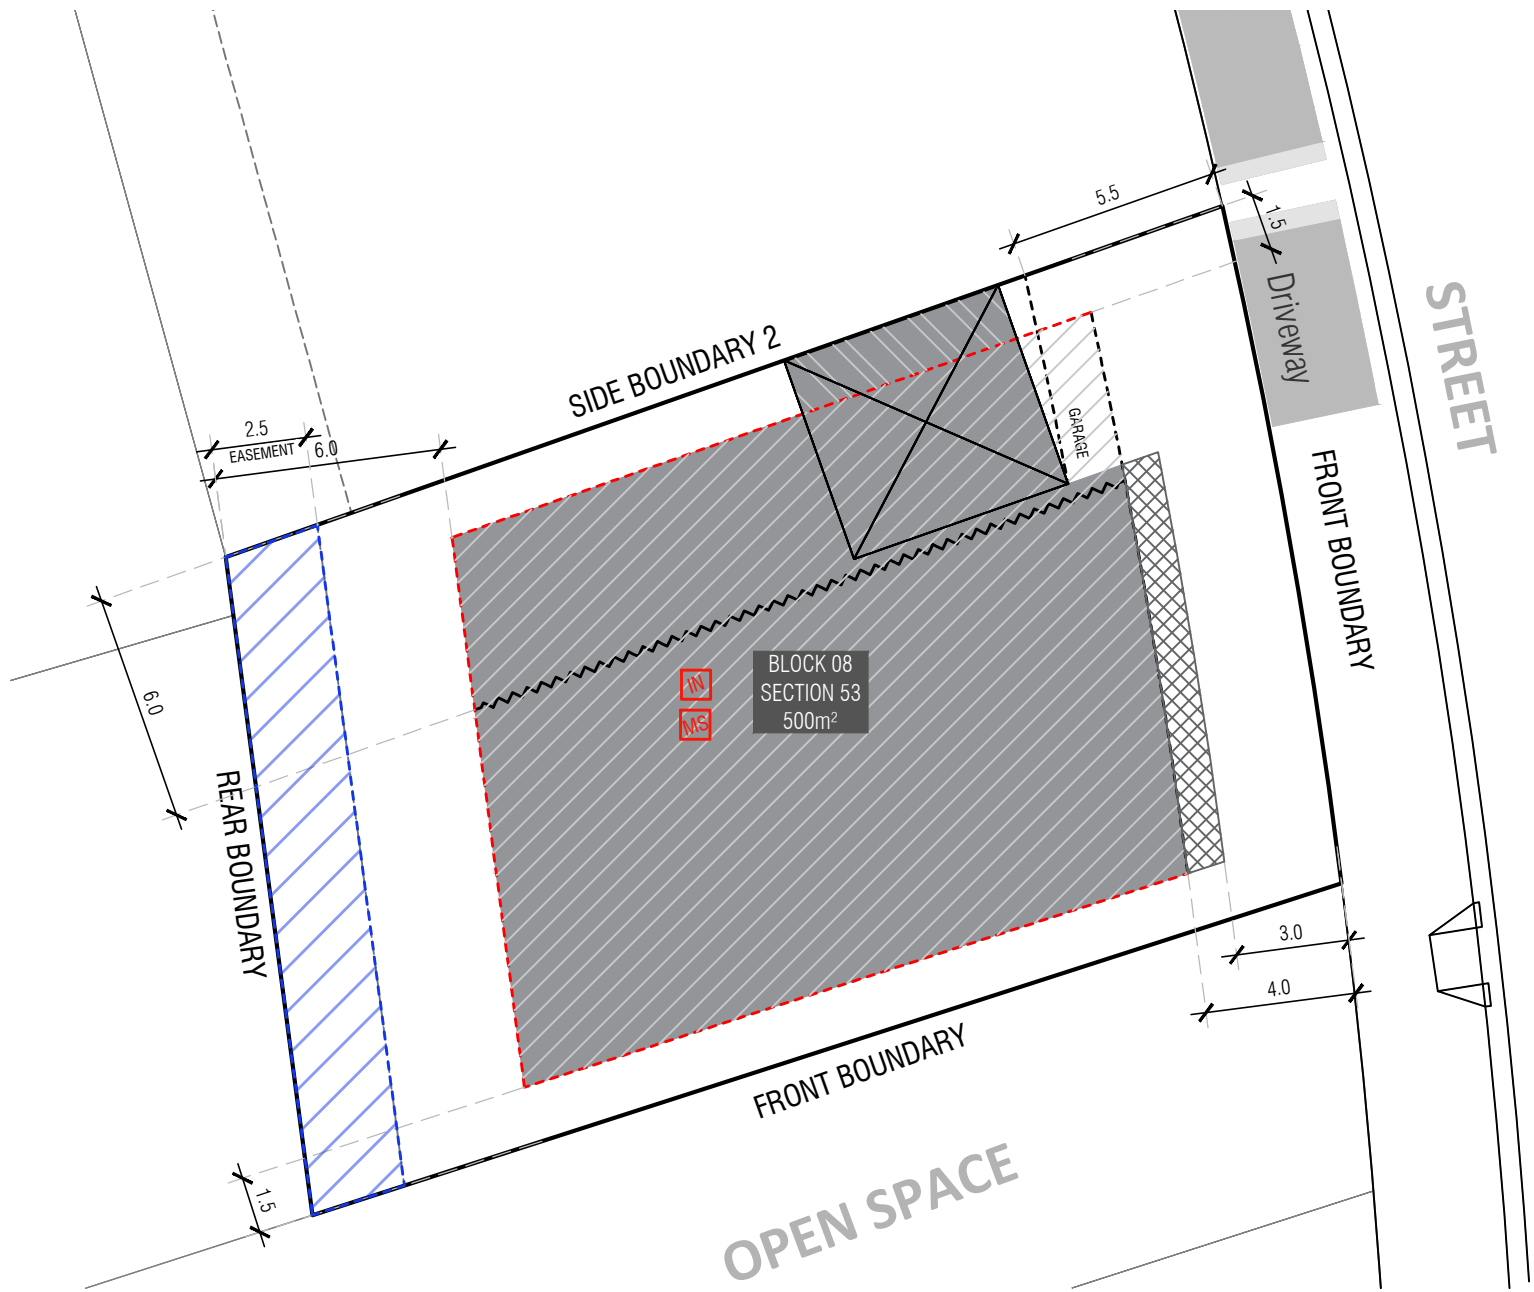 5.5
1.5
Driveway
STREET
SIDE BOUNDARY 2
2.5
EASEMENT
6.0
GARAGE
FRONT BOUNDARY
6.0
IN
MS
BLOCK 08
SECTION 53
500m²
REAR BOUNDARY
3.0
4.0
FRONT BOUNDARY
1.5
OPEN SPACE